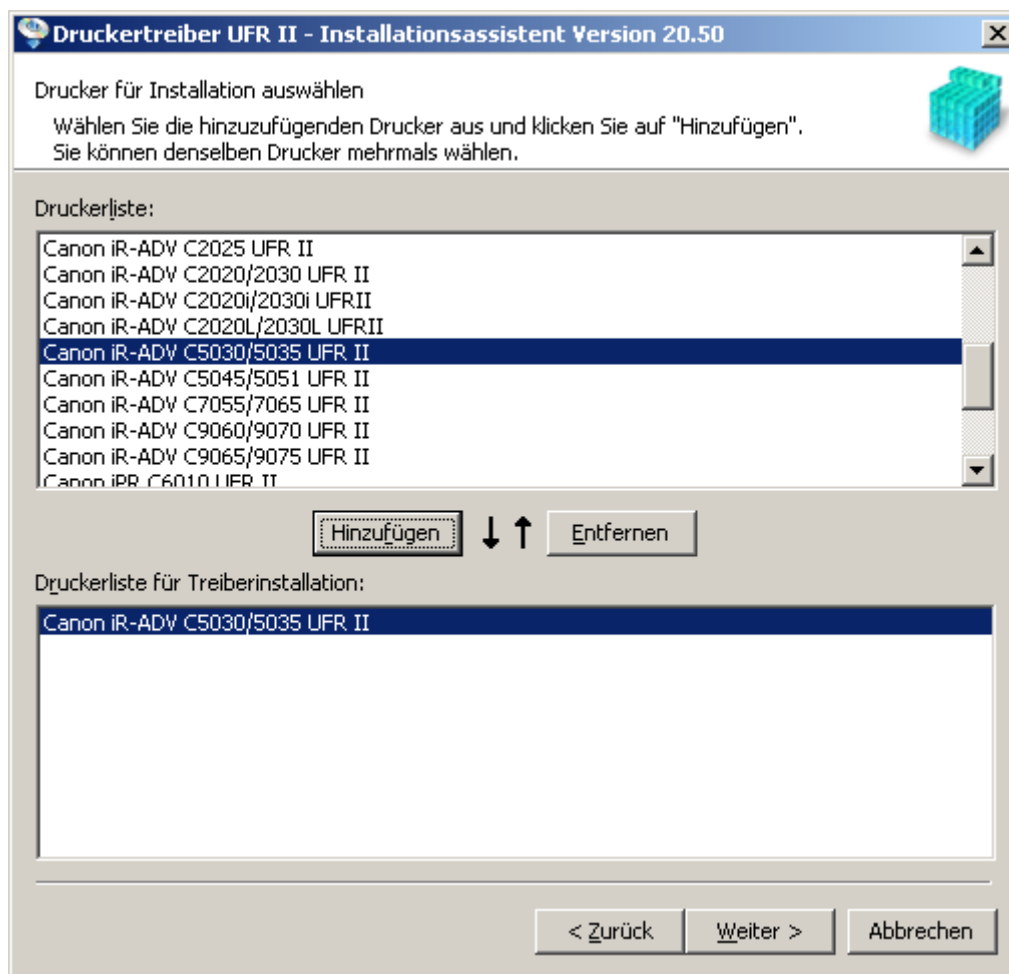 Druckertreiber UFR II - Installationsassistent Version 20.50
Drucker für Installation auswählen
Wählen Sie die hinzuzufügenden Drucker aus und klicken Sie auf "Hinzufügen".
Sie können denselben Drucker mehrmals wählen.
Druckerliste:
Canon iR-ADV C2025 UFR II
Canon iR-ADV C2020/2030 UFR II
Canon iR-ADV C2020i/2030i UFRII
Canon iR-ADV C2020L/2030L UFRII
Canon iR-ADV C5030/5035 UFR II
Canon iR-ADV C5045/5051 UFR II
Canon iR-ADV C7055/7065 UFR II
Canon iR-ADV C9060/9070 UFR II
Canon iR-ADV C9065/9075 UFR II
Canon iPR C6010 UFR II
Hinzufügen ↓ ↑ Entfernen
Druckerliste für Treiberinstallation:
Canon iR-ADV C5030/5035 UFR II
< Zurück Weiter > Abbrechen